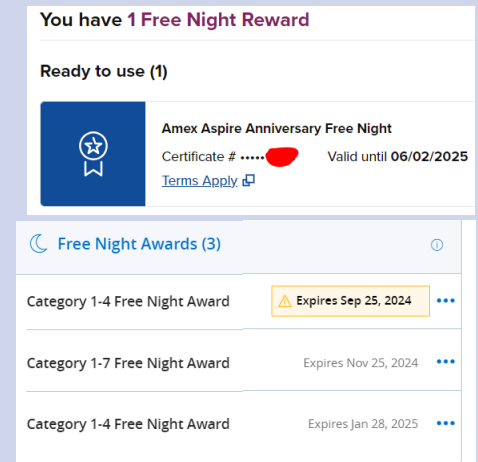 You have 1 Free Night Reward
Ready to use (1)
Amex Aspire Anniversary Free Night
Certificate # ••••• Valid until 06/02/2025
Terms Apply
Free Night Awards (3)
Category 1-4 Free Night Award Expires Sep 25, 2024
Category 1-7 Free Night Award Expires Nov 25, 2024
Category 1-4 Free Night Award Expires Jan 28, 2025